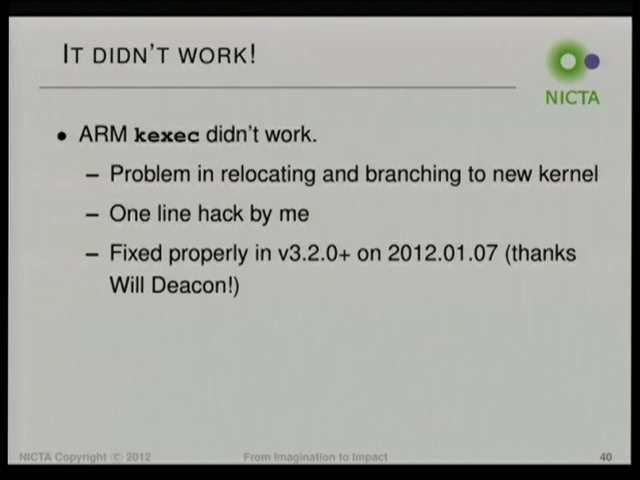 IT DIDN'T WORK!
NICTA
• ARM kexec didn't work.
– Problem in relocating and branching to new kernel
– One line hack by me
– Fixed properly in v3.2.0+ on 2012.01.07 (thanks
Will Deacon!)
NICTA Copyright © 2012
From Imagination to Impact
40